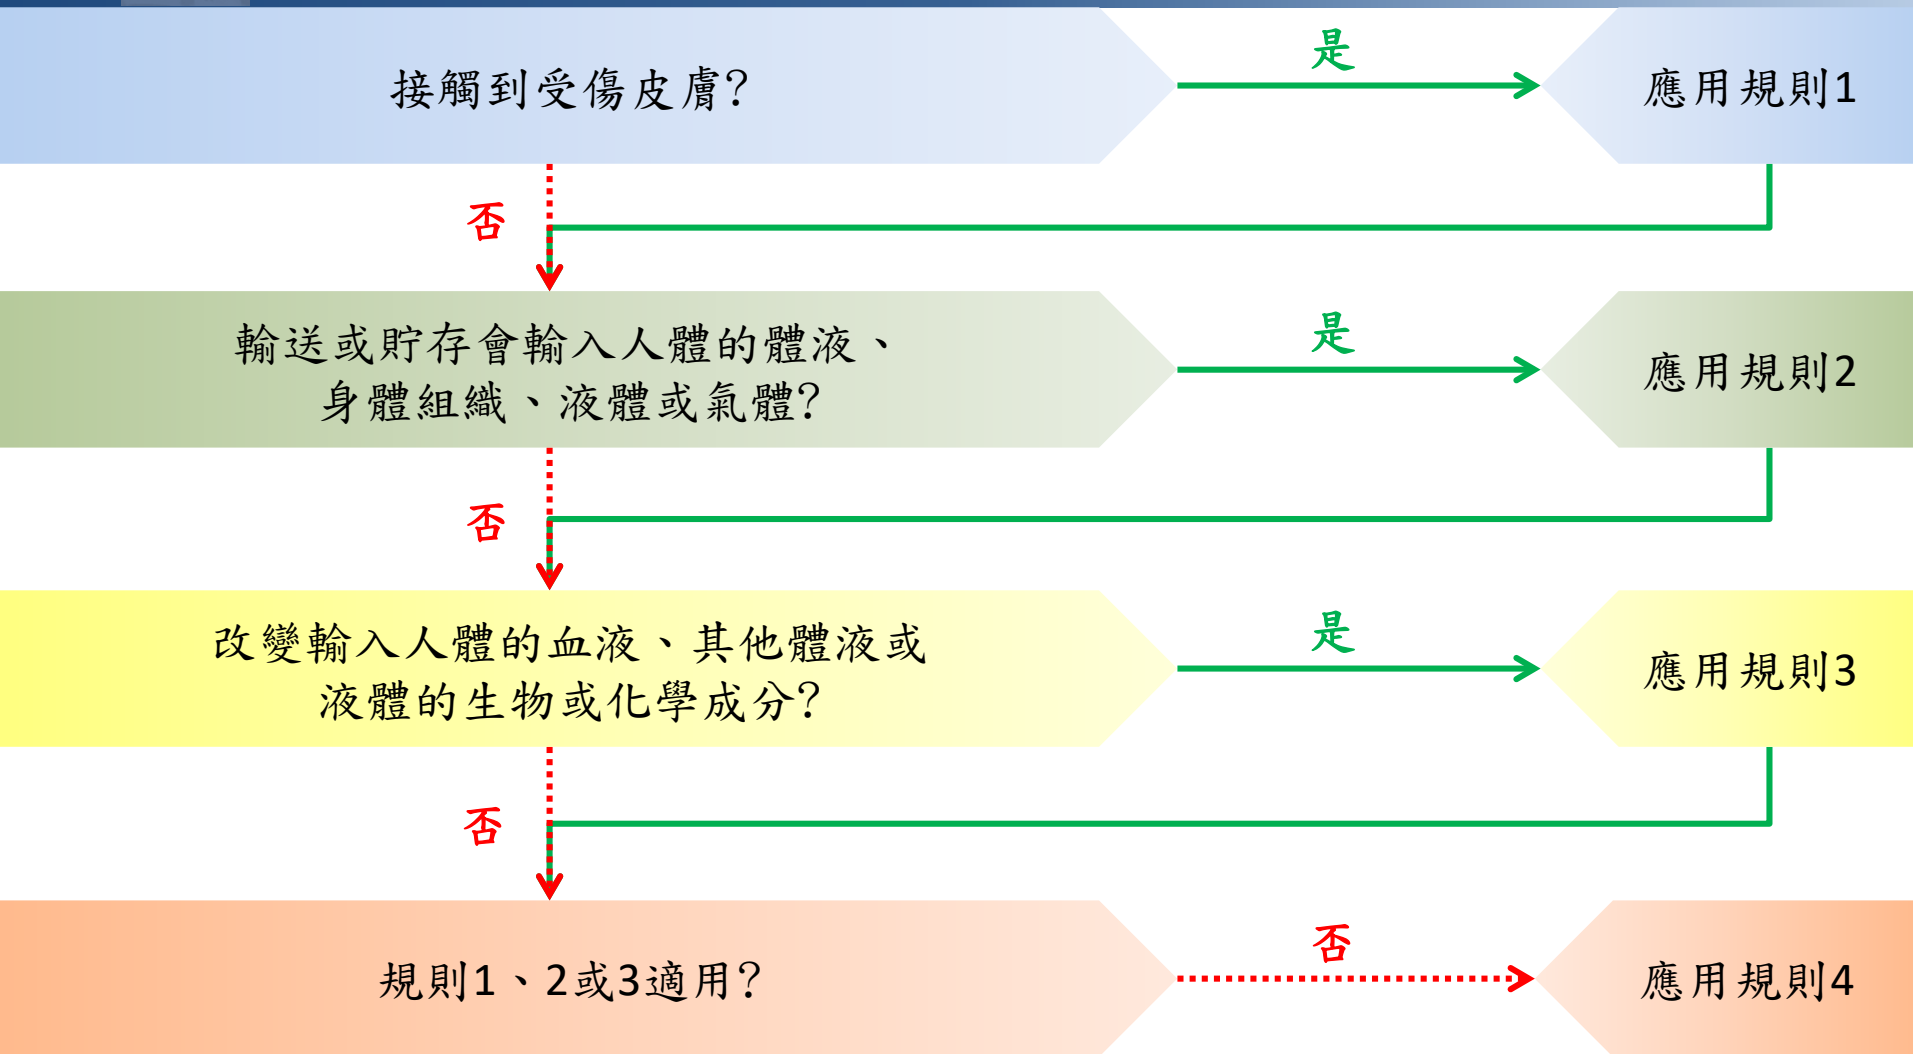 接觸到受傷皮膚?
是
應用規則1
否
輸送或貯存會輸入人體的體液、
身體組織、液體或氣體?
是
應用規則2
否
改變輸入人體的血液、其他體液或
液體的生物或化學成分?
是
應用規則3
否
規則1、2或3適用?
否
應用規則4